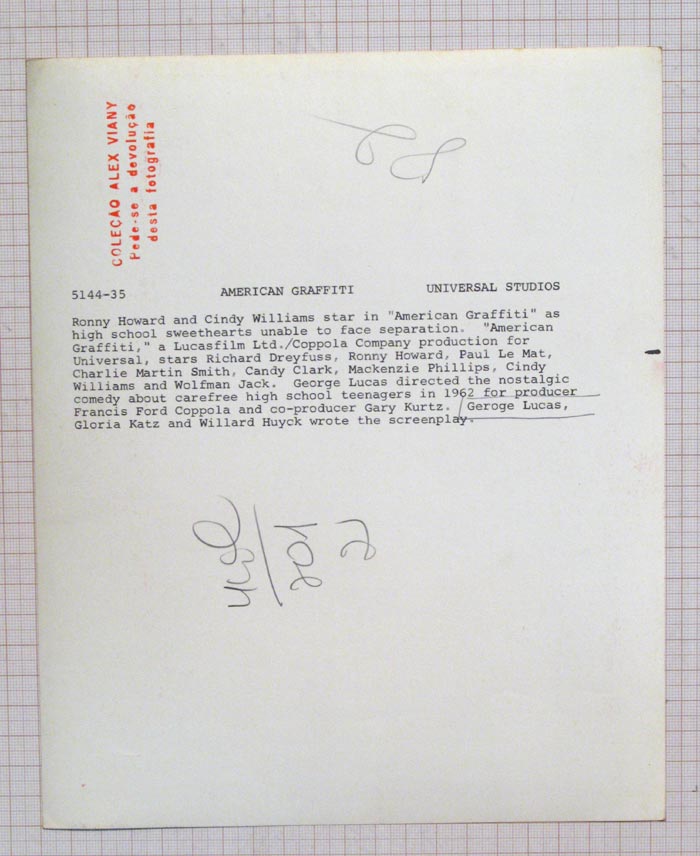 COLEÇÃO ALEX VIANY
Pede-se a devolução
desta fotografia
5144-35 AMERICAN GRAFFITI UNIVERSAL STUDIOS
Ronny Howard and Cindy Williams star in "American Graffiti" as
high school sweethearts unable to face separation. "American
Graffiti," a Lucasfilm Ltd./Coppola Company production for
Universal, stars Richard Dreyfuss, Ronny Howard, Paul Le Mat,
Charlie Martin Smith, Candy Clark, Mackenzie Phillips, Cindy
Williams and Wolfman Jack. George Lucas directed the nostalgic
comedy about carefree high school teenagers in 1962 for producer
Francis Ford Coppola and co-producer Gary Kurtz. Geroge Lucas,
Gloria Katz and Willard Huyck wrote the screenplay.